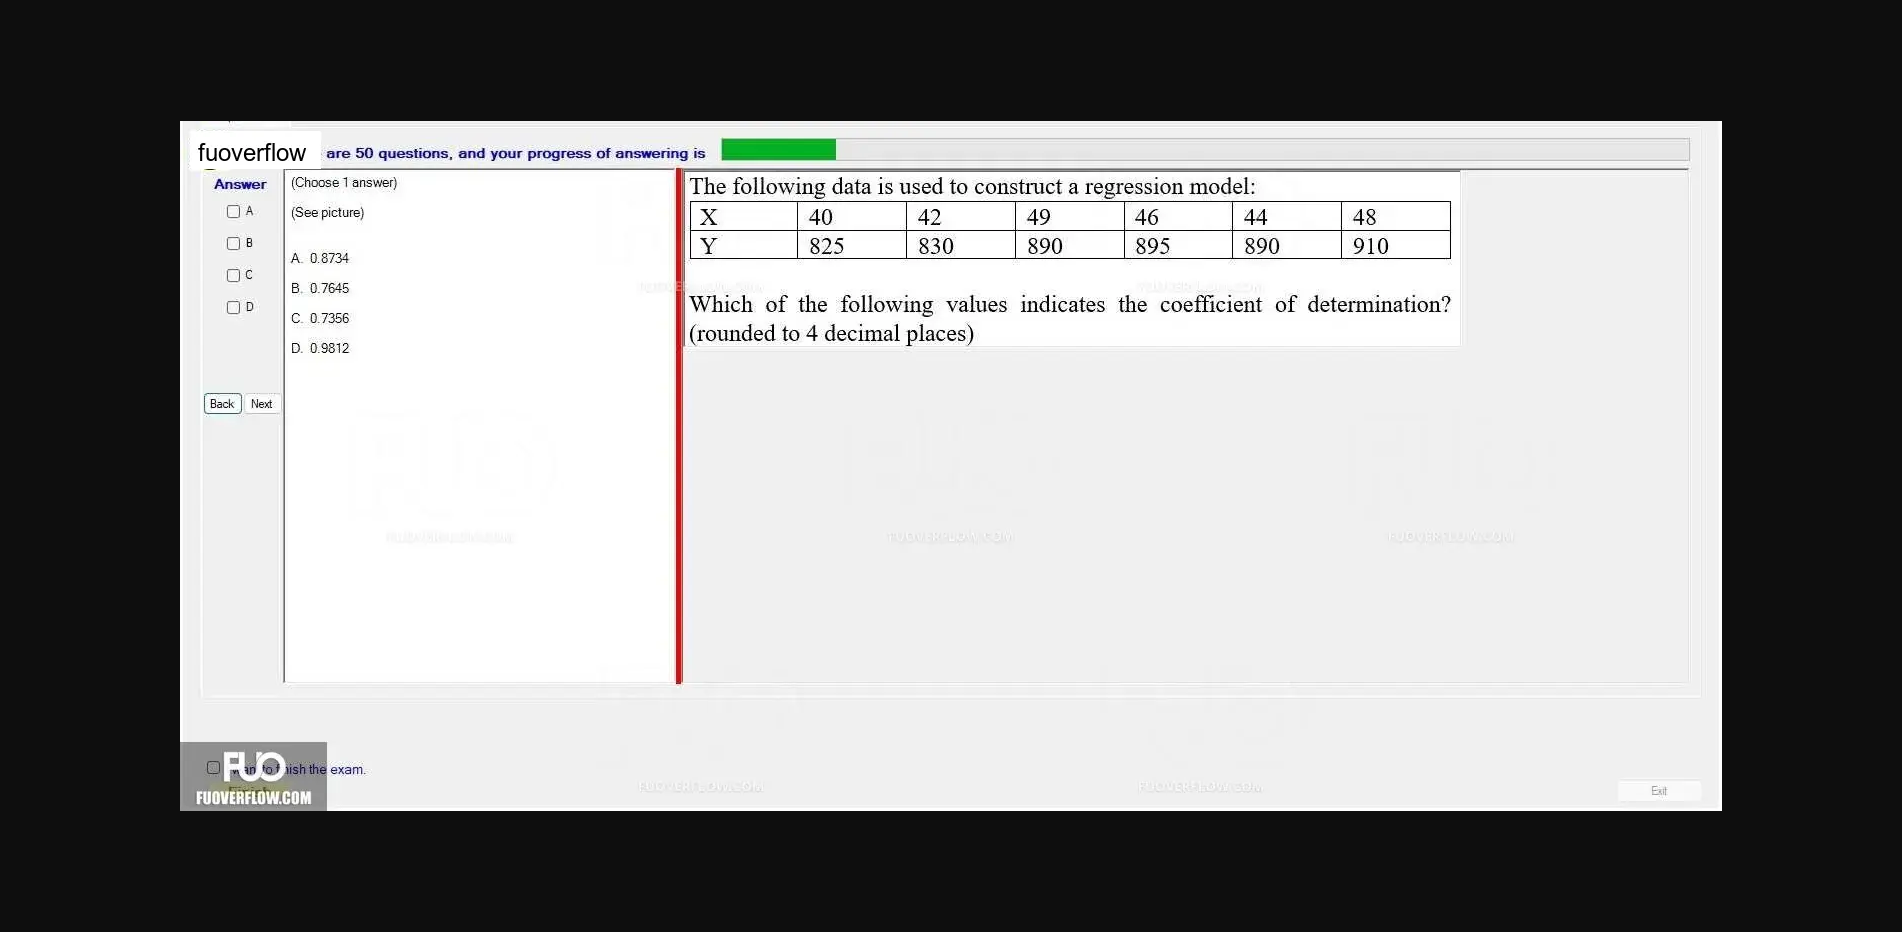 fuoverflow
are 50 questions, and your progress of answering is
Answer
A
B
C
D
Back Next
(Choose 1 answer)
(See picture)
A. 0.8734
B. 0.7645
C. 0.7356
D. 0.9812
The following data is used to construct a regression model:
X 40 42 49 46 44 48
Y 825 830 890 895 890 910
Which of the following values indicates the coefficient of determination?
(rounded to 4 decimal places)
FUOVERFLOW.COM FUOVERFLOW.COM
FUOVERFLOW.COM FUOVERFLOW.COM FUOVERFLOW.COM
FUO
the exam.
FUOVERFLOW.COM
FUOVERFLOW.COM FUOVERFLOW.COM
Exit